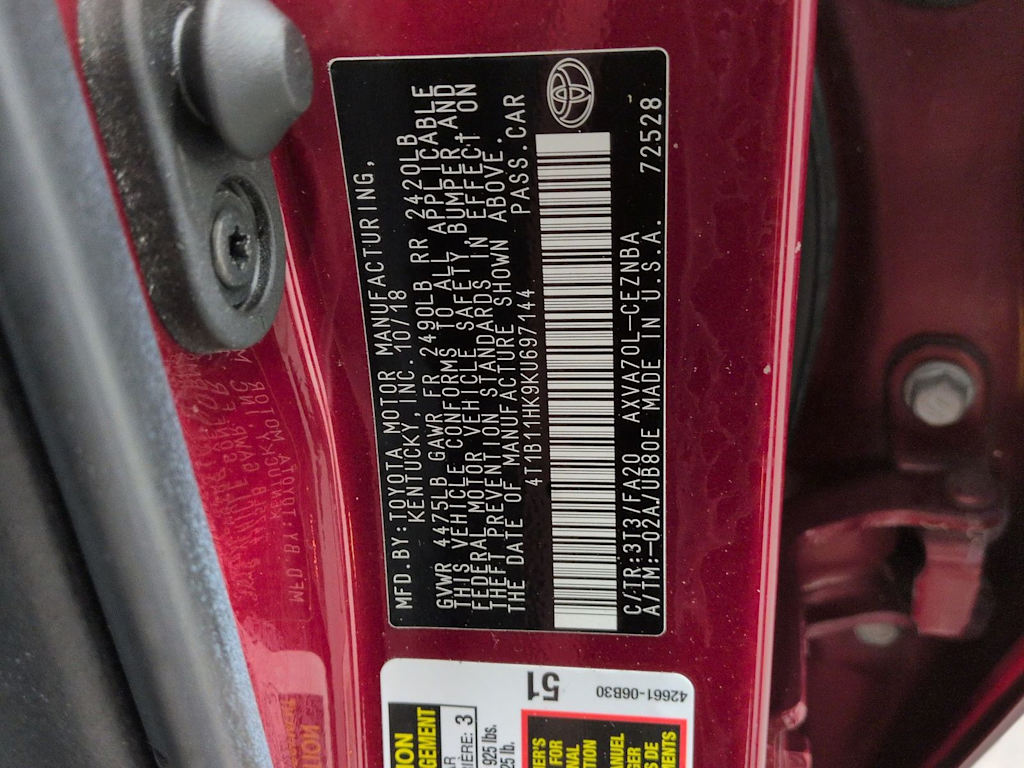 MFD.BY:TOYOTA MOTOR MANUFACTURING,
KENTUCKY,INC. 10/18
GVWR 4475LB GAWR FR 2490LB RR 2420LB
THIS VEHICLE CONFORMS TO ALL APPLICABLE
FEDERAL MOTOR VEHICLE SAFETY, BUMPER, AND
THEFT PREVENTION STANDARDS IN EFFECT ON
THE DATE OF MANUFACTURE SHOWN ABOVE.
4T1B11HK9KU697144 PASS.CAR
C/TR:3T3/FA20 AXVA70L-CEZNBA
A/TM:-02A/UB80E MADE IN U.S.A. 72528
51
42661-06B30
3
925 lbs.